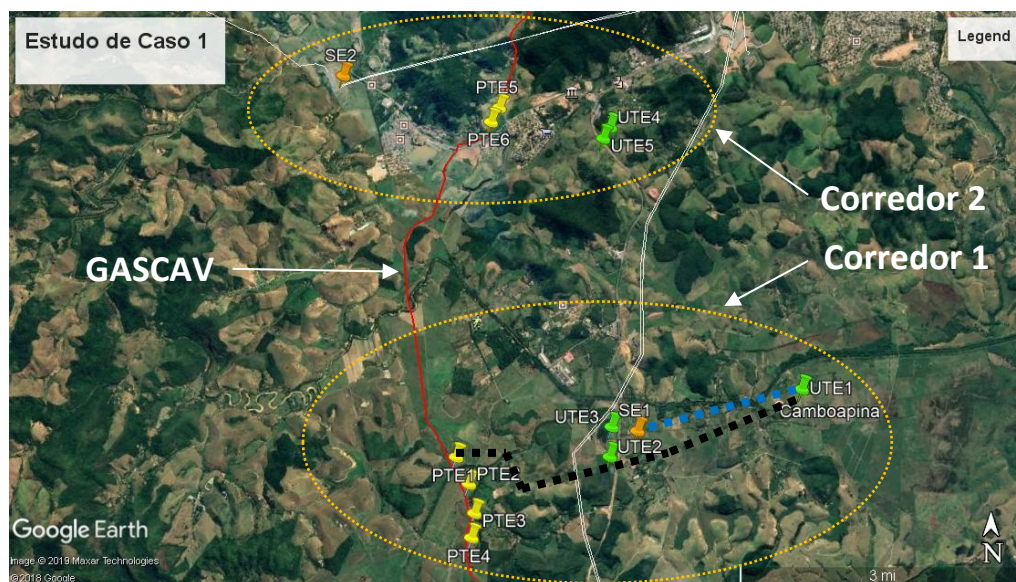 Estudo de Caso 1
Legend
SE2
PTE5
PTE6
UTE4
UTE5
Corredor 2
Corredor 1
GASCAV
UTE1
Camboapina
UTE3
SE1
UTE2
PTE1
PTE2
PTE3
PTE4
Google Earth
Image © 2019 Maxar Technologies
©2018 Google
N
3 mi